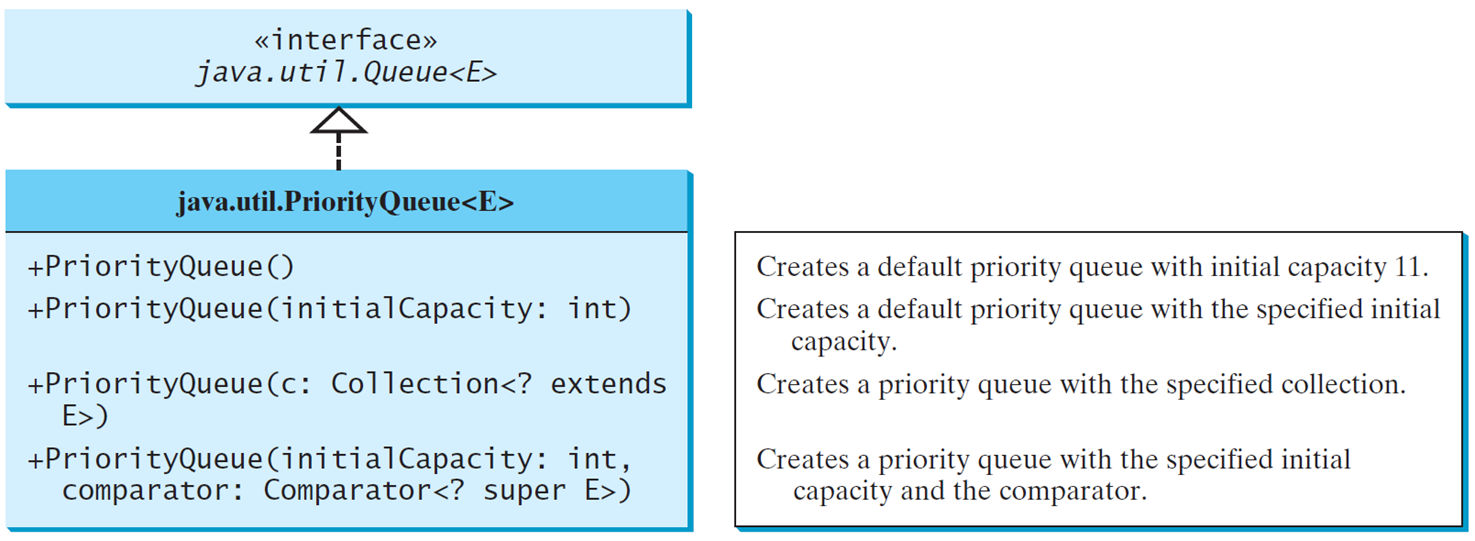 «interface»
java.util.Queue<E>
java.util.PriorityQueue<E>
+PriorityQueue()
+PriorityQueue(initialCapacity: int)
+PriorityQueue(c: Collection<? extends
E>)
+PriorityQueue(initialCapacity: int,
comparator: Comparator<? super E>)
Creates a default priority queue with initial capacity 11.
Creates a default priority queue with the specified initial
capacity.
Creates a priority queue with the specified collection.
Creates a priority queue with the specified initial
capacity and the comparator.